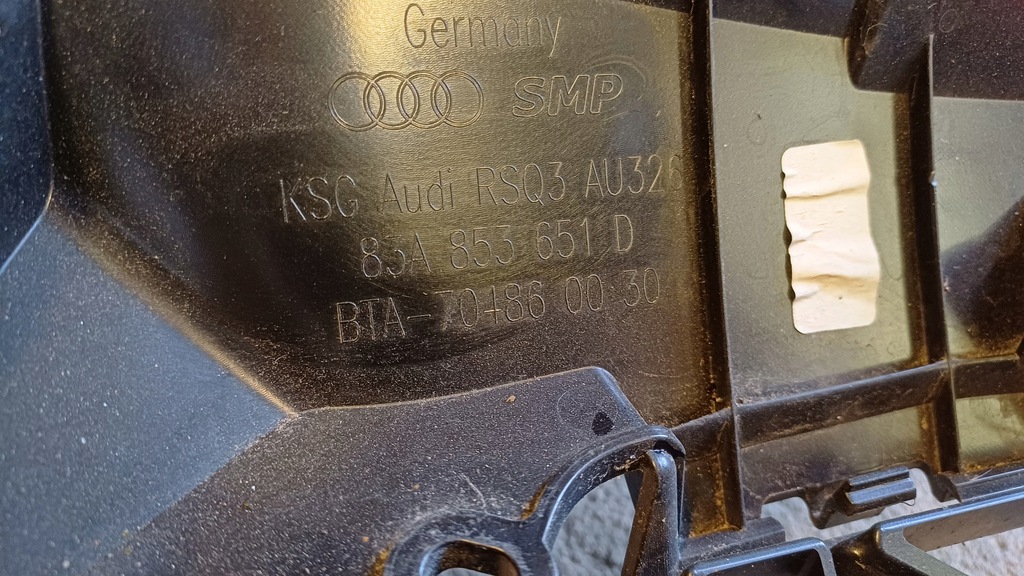 Germany
SMP
KSG Audi RSQ3 AU326
83A 853 651 D
BTA-70486 00 30